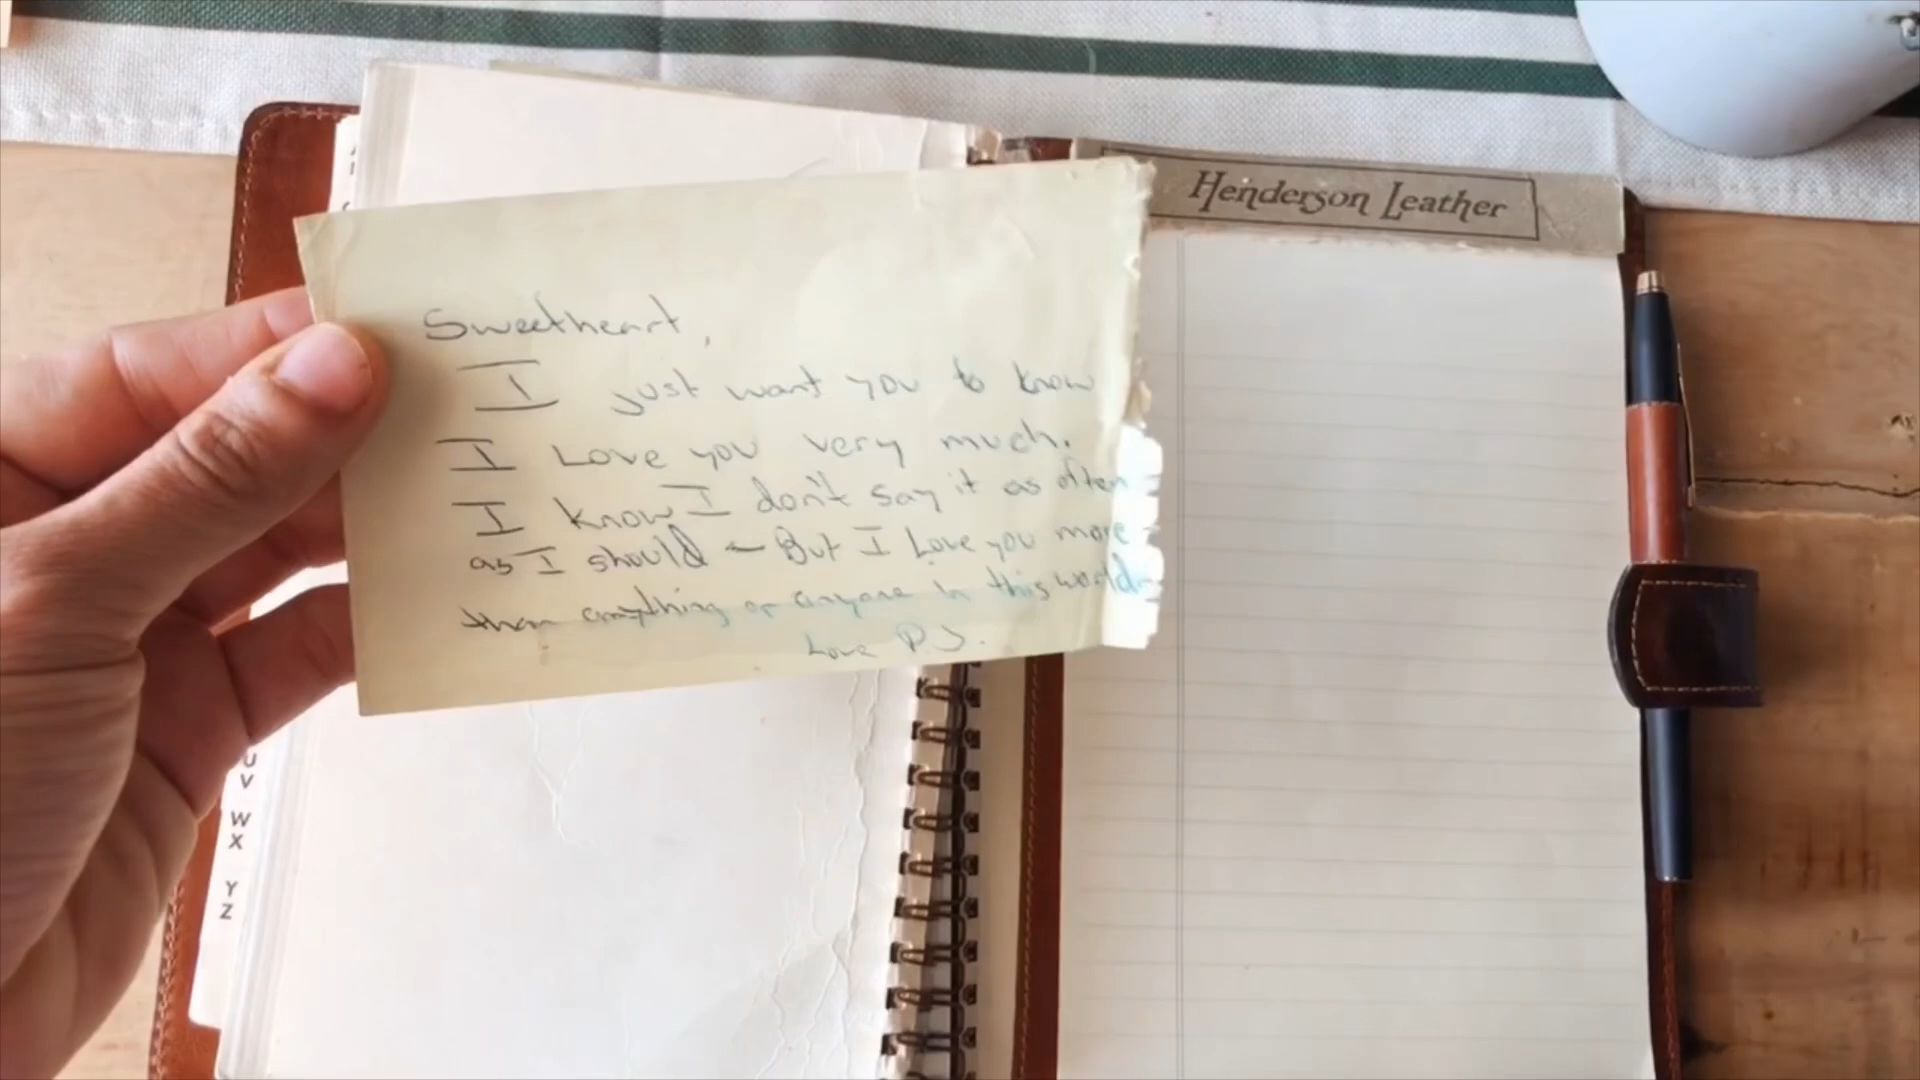 Henderson Leather
Sweetheart,
I just want you to know
I Love you very much.
I know I don't say it as often
as I should - But I Love you more
than anything or anyone in this world
Love P.J.
U
V
W
X
Y
Z